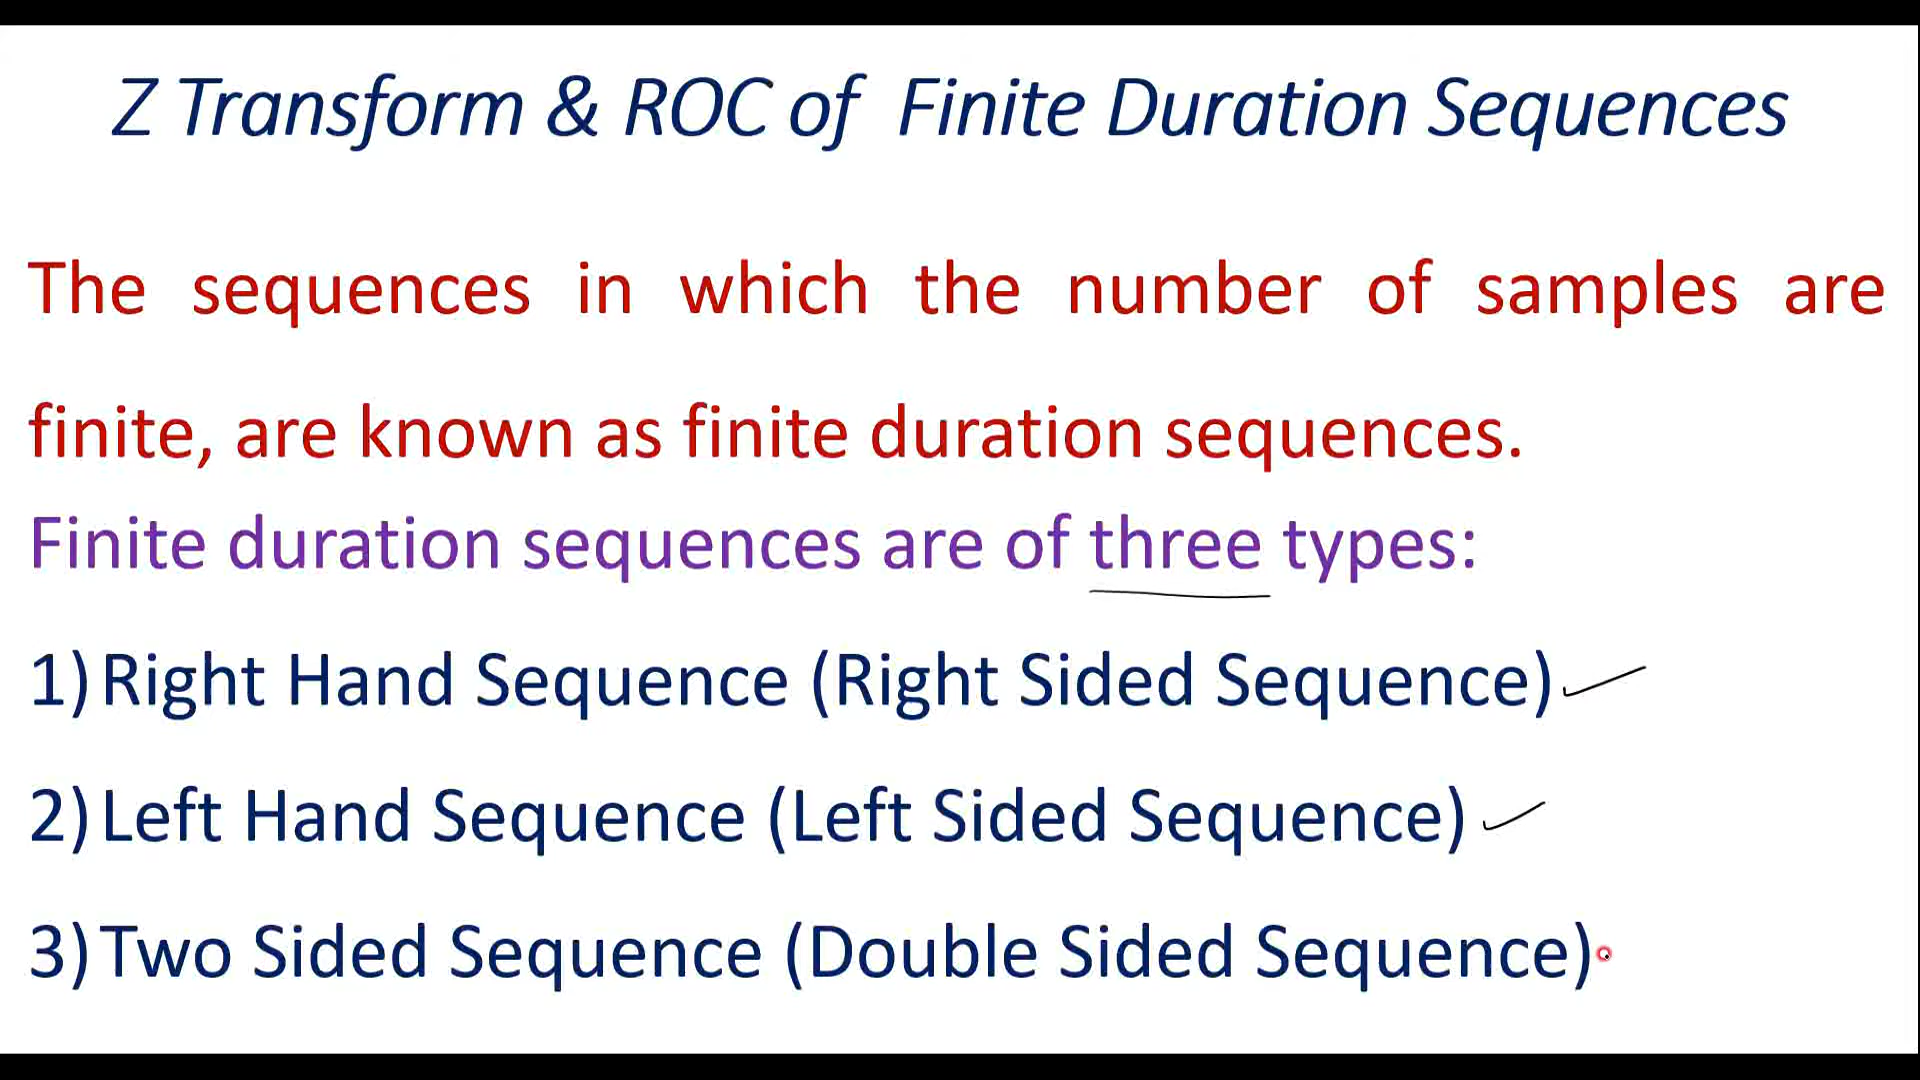 Z Transform & ROC of Finite Duration Sequences
The sequences in which the number of samples are
finite, are known as finite duration sequences.
Finite duration sequences are of three types:
1) Right Hand Sequence (Right Sided Sequence)
2) Left Hand Sequence (Left Sided Sequence)
3) Two Sided Sequence (Double Sided Sequence)